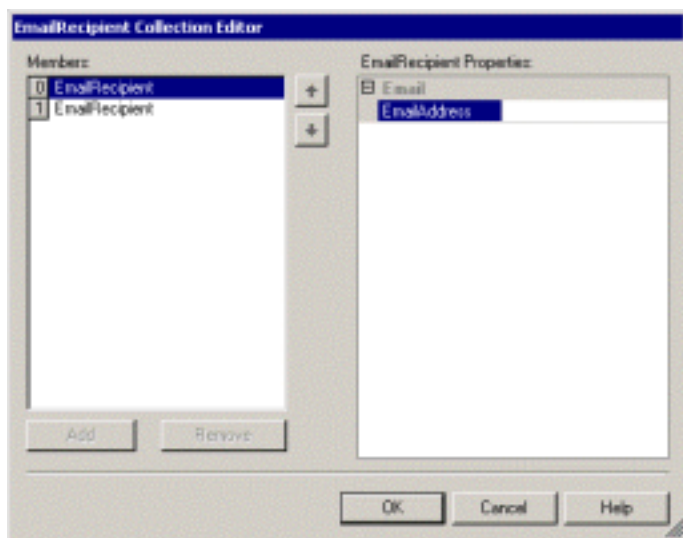 EmailRecipient Collection Editor
Members:
EmailRecipient Properties:
0 EmailRecipient
1 EmailRecipient
Email
EmailAddress
Add
Remove
OK
Cancel
Help